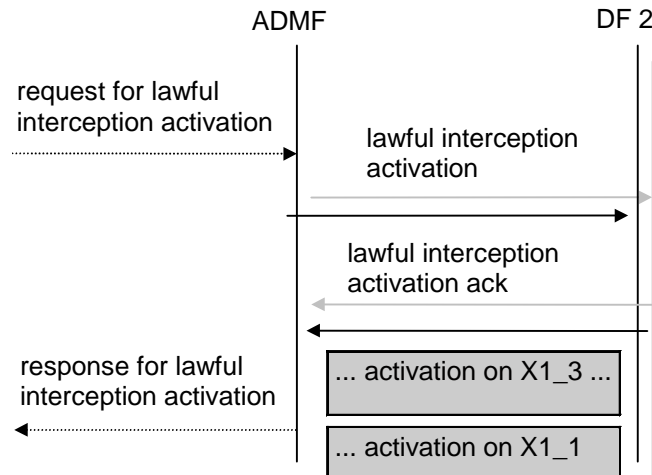 ADMF
DF 2
request for lawful
interception activation
lawful interception
activation
lawful interception
activation ack
response for lawful
interception activation
... activation on X1_3 ...
... activation on X1_1